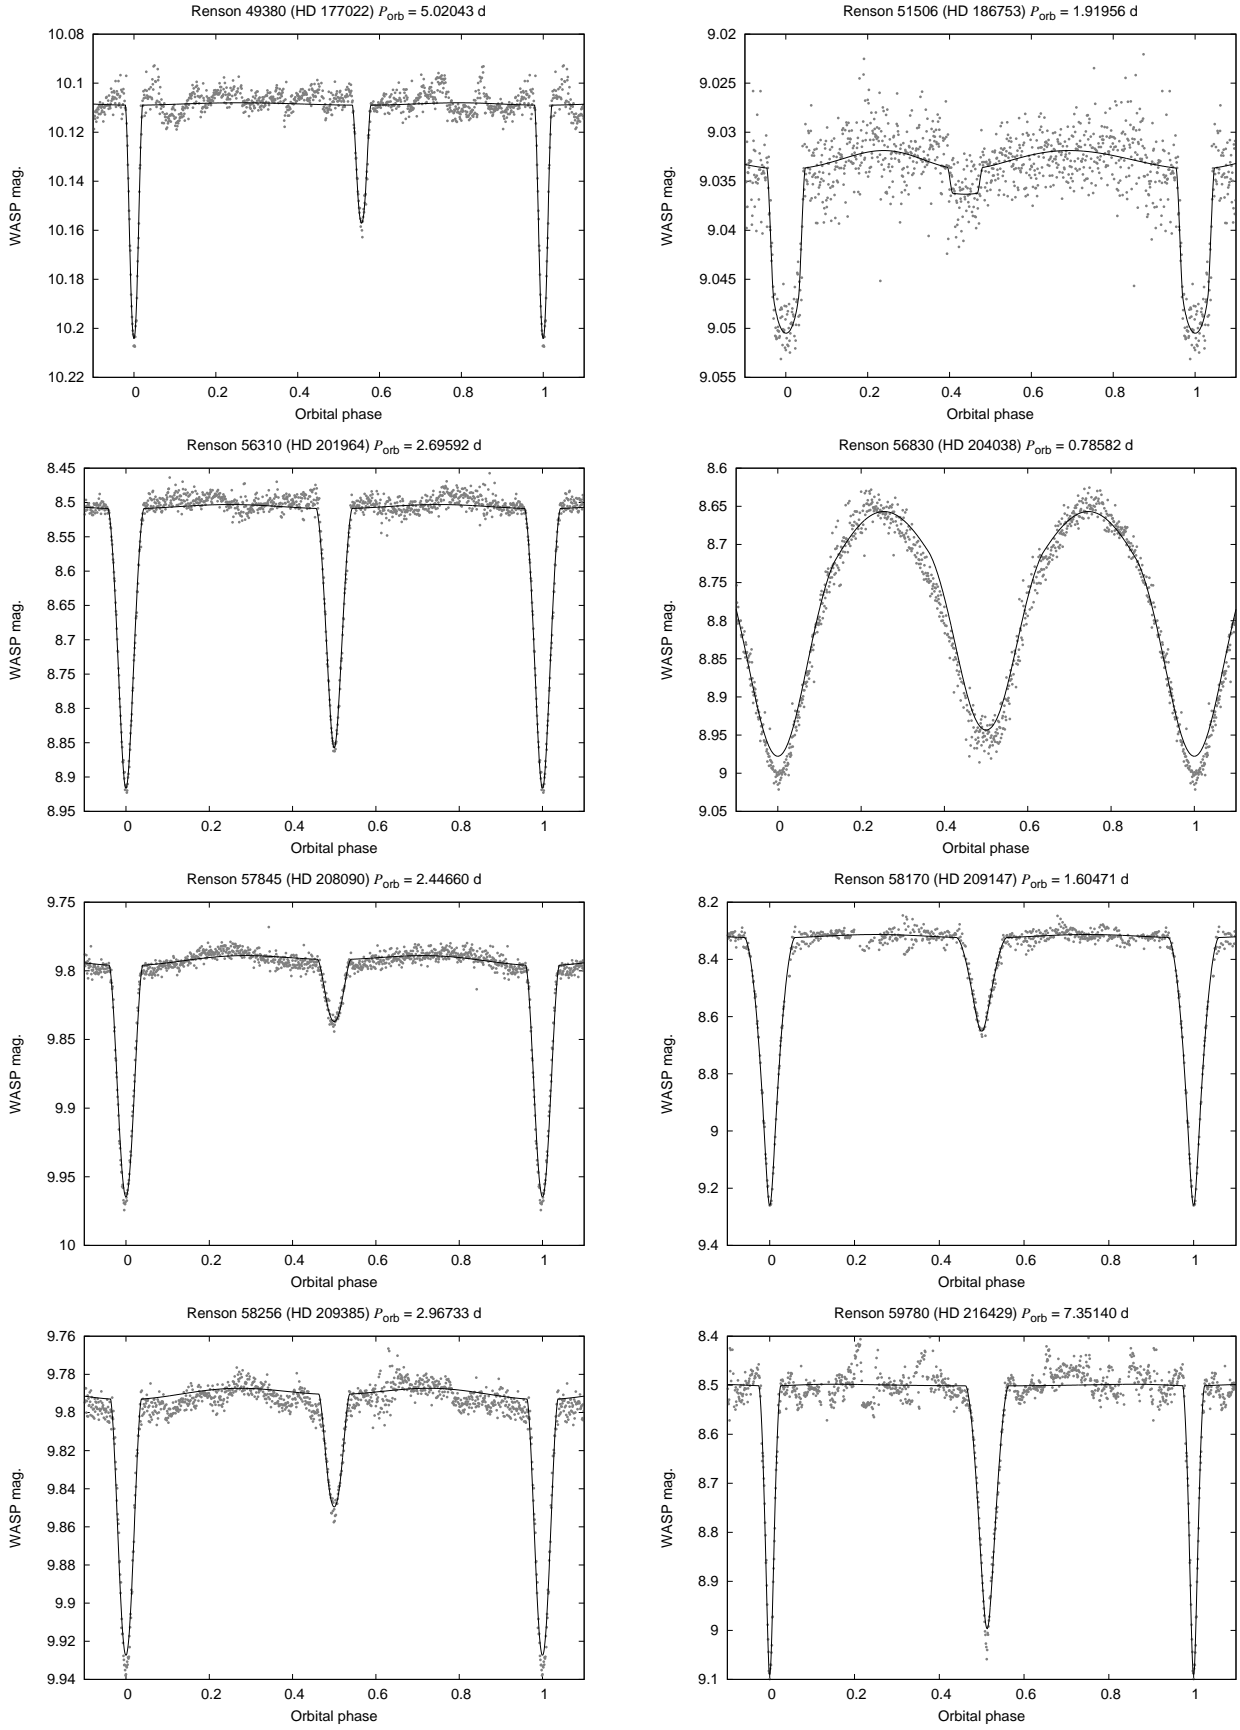 Renson 49380 (HD 177022) Porb = 5.02043 d
10.08
10.1
10.12
10.14
10.16
10.18
10.2
10.22
WASP mag.
0 0.2 0.4 0.6 0.8 1
Orbital phase
Renson 51506 (HD 186753) Porb = 1.91956 d
9.02
9.025
9.03
9.035
9.04
9.045
9.05
9.055
WASP mag.
0 0.2 0.4 0.6 0.8 1
Orbital phase
Renson 56310 (HD 201964) Porb = 2.69592 d
8.45
8.5
8.55
8.6
8.65
8.7
8.75
8.8
8.85
8.9
8.95
WASP mag.
0 0.2 0.4 0.6 0.8 1
Orbital phase
Renson 56830 (HD 204038) Porb = 0.78582 d
8.6
8.65
8.7
8.75
8.8
8.85
8.9
8.95
9
9.05
WASP mag.
0 0.2 0.4 0.6 0.8 1
Orbital phase
Renson 57845 (HD 208090) Porb = 2.44660 d
9.75
9.8
9.85
9.9
9.95
10
WASP mag.
0 0.2 0.4 0.6 0.8 1
Orbital phase
Renson 58170 (HD 209147) Porb = 1.60471 d
8.2
8.4
8.6
8.8
9
9.2
9.4
WASP mag.
0 0.2 0.4 0.6 0.8 1
Orbital phase
Renson 58256 (HD 209385) Porb = 2.96733 d
9.76
9.78
9.8
9.82
9.84
9.86
9.88
9.9
9.92
9.94
WASP mag.
0 0.2 0.4 0.6 0.8 1
Orbital phase
Renson 59780 (HD 216429) Porb = 7.35140 d
8.4
8.5
8.6
8.7
8.8
8.9
9
9.1
WASP mag.
0 0.2 0.4 0.6 0.8 1
Orbital phase